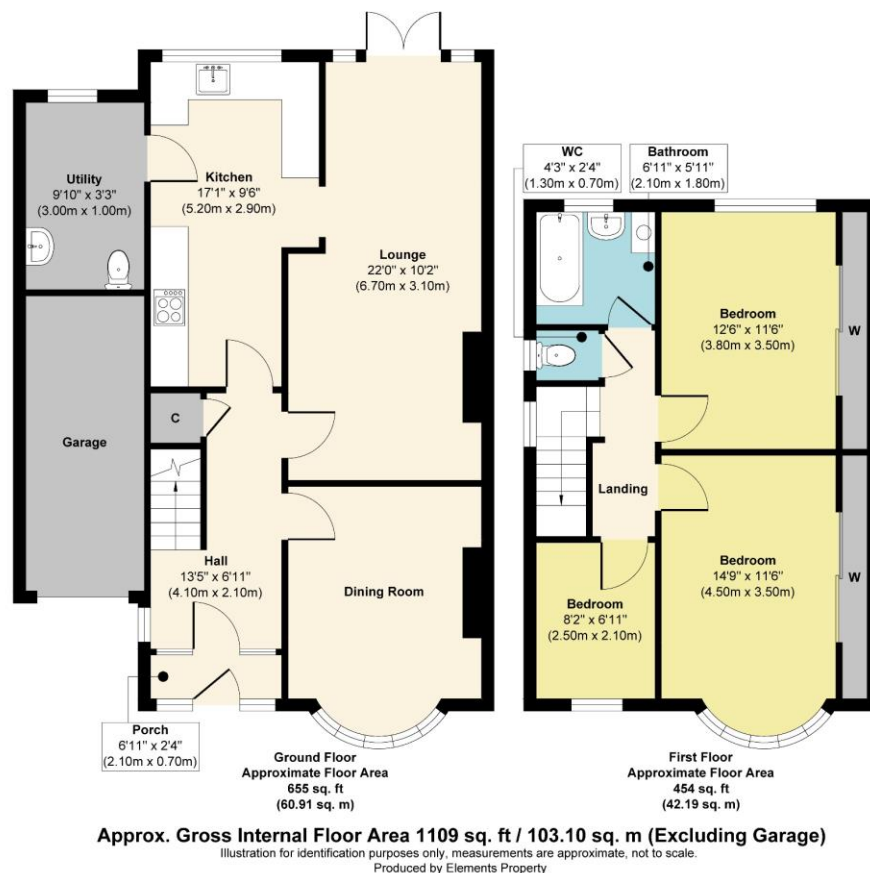 WC
4'3" x 2'4"
(1.30m x 0.70m)
Bathroom
6'11" x 5'11"
(2.10m x 1.80m)
Utility
9'10" x 3'3"
(3.00m x 1.00m)
Kitchen
17'1" x 9'6"
(5.20m x 2.90m)
Lounge
22'0" x 10'2"
(6.70m x 3.10m)
Bedroom
12'6" x 11'6"
(3.80m x 3.50m)
W
C
Garage
Landing
Hall
13'5" x 6'11"
(4.10m x 2.10m)
Dining Room
Bedroom
14'9" x 11'6"
(4.50m x 3.50m)
W
Bedroom
8'2" x 6'11"
(2.50m x 2.10m)
Porch
6'11" x 2'4"
(2.10m x 0.70m)
Ground Floor
Approximate Floor Area
655 sq. ft
(60.91 sq. m)
First Floor
Approximate Floor Area
454 sq. ft
(42.19 sq. m)
Approx. Gross Internal Floor Area 1109 sq. ft / 103.10 sq. m (Excluding Garage)
Illustration for identification purposes only, measurements are approximate, not to scale.
Produced by Elements Property